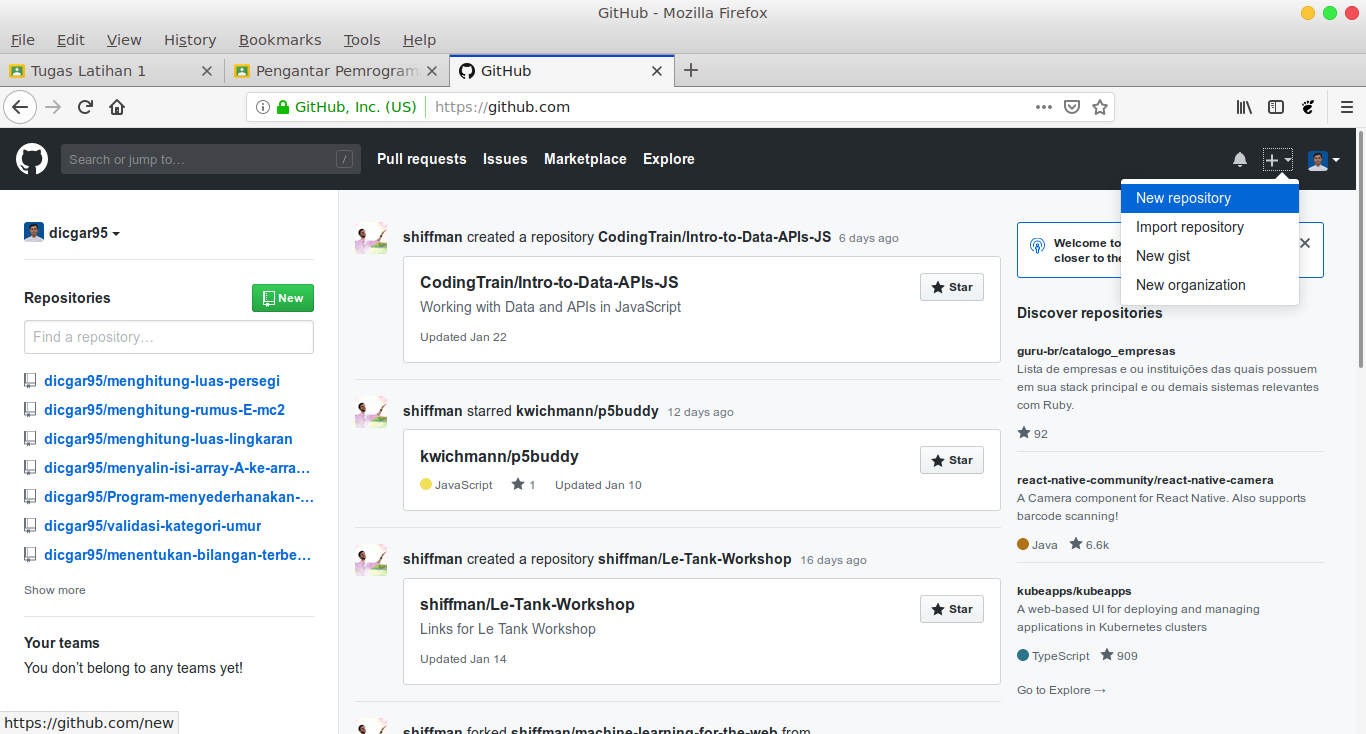 GitHub - Mozilla Firefox
File Edit View History Bookmarks Tools Help
Tugas Latihan 1
Pengantar Pemrogram
GitHub
GitHub, Inc. (US)
https://github.com
Search or jump to…
/
Pull requests Issues Marketplace Explore
New repository
Import repository
New gist
New organization
dicgar95
Repositories
New
Find a repository…
dicgar95/menghitung-luas-persegi
dicgar95/menghitung-rumus-E-mc2
dicgar95/menghitung-luas-lingkaran
dicgar95/menyalin-isi-array-A-ke-arra…
dicgar95/Program-menyederhanakan-…
dicgar95/validasi-kategori-umur
dicgar95/menentukan-bilangan-terbe…
Show more
Your teams
You don’t belong to any teams yet!
https://github.com/new
shiffman created a repository CodingTrain/Intro-to-Data-APIs-JS 6 days ago
CodingTrain/Intro-to-Data-APIs-JS
Star
Working with Data and APIs in JavaScript
Updated Jan 22
shiffman starred kwichmann/p5buddy 12 days ago
kwichmann/p5buddy
Star
JavaScript 1 Updated Jan 10
shiffman created a repository shiffman/Le-Tank-Workshop 16 days ago
shiffman/Le-Tank-Workshop
Star
Links for Le Tank Workshop
Updated Jan 14
shiffman forked shiffman/machine-learning-for-the-web from
Welcome to
closer to the
Discover repositories
guru-br/catalogo_empresas
Lista de empresas e ou instituições das quais possuem
em sua stack principal e ou demais sistemas relevantes
com Ruby.
92
react-native-community/react-native-camera
A Camera component for React Native. Also supports
barcode scanning!
Java 6.6k
kubeapps/kubeapps
A web-based UI for deploying and managing
applications in Kubernetes clusters
TypeScript 909
Go to Explore →